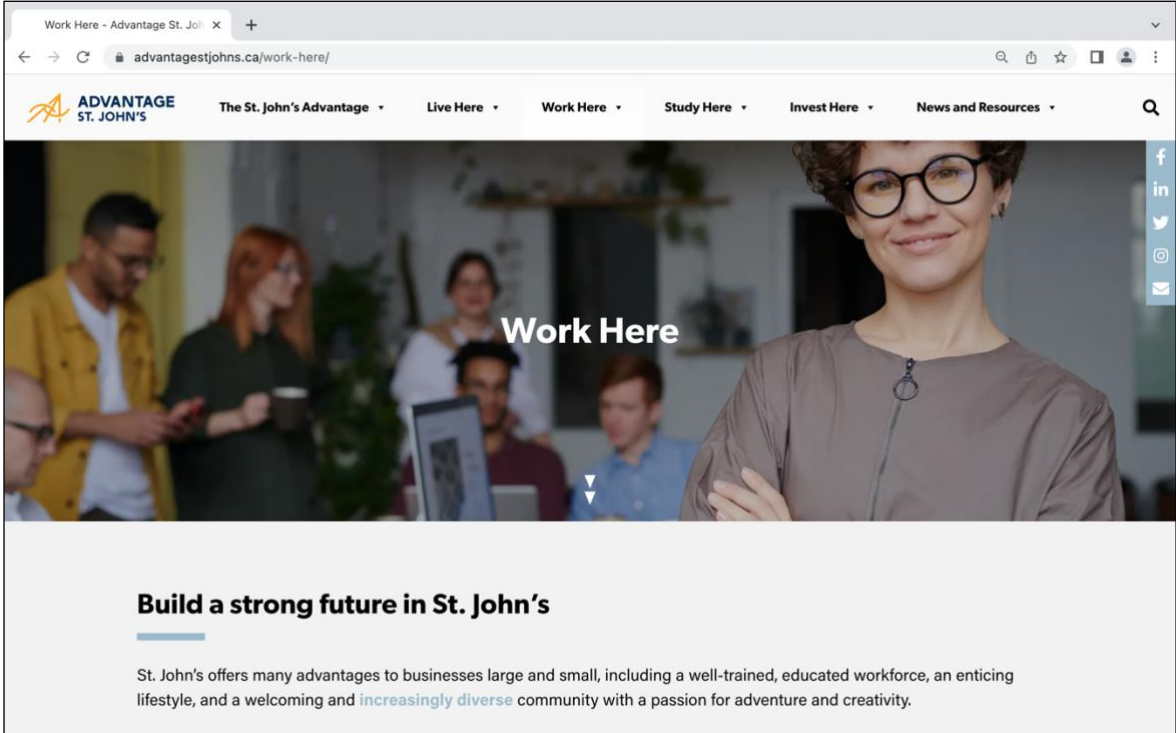 Work Here - Advantage St. Joh
advantagestjohns.ca/work-here/
ADVANTAGE
ST. JOHN'S
The St. John's Advantage
Live Here
Work Here
Study Here
Invest Here
News and Resources
f
in
Work Here
Build a strong future in St. John's
St. John's offers many advantages to businesses large and small, including a well-trained, educated workforce, an enticing
lifestyle, and a welcoming and increasingly diverse community with a passion for adventure and creativity.